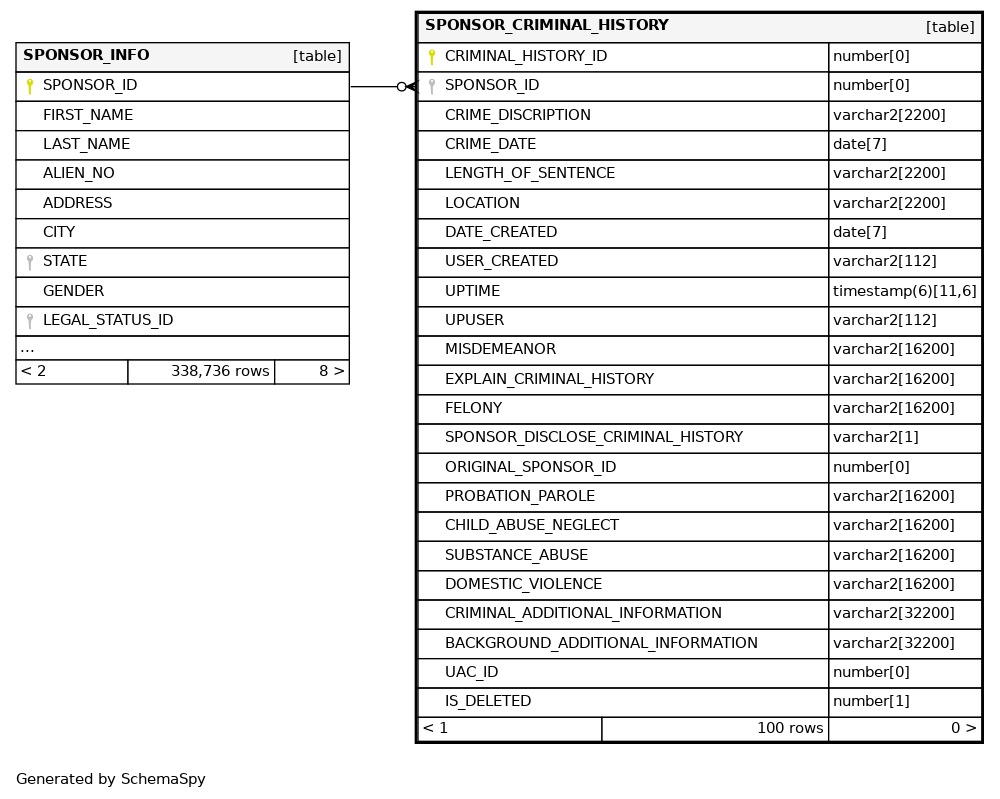 SPONSOR_INFO [table]
SPONSOR_ID
FIRST_NAME
LAST_NAME
ALIEN_NO
ADDRESS
CITY
STATE
GENDER
LEGAL_STATUS_ID
...
< 2 338,736 rows 8 >
SPONSOR_CRIMINAL_HISTORY [table]
CRIMINAL_HISTORY_ID number[0]
SPONSOR_ID number[0]
CRIME_DISCRIPTION varchar2[2200]
CRIME_DATE date[7]
LENGTH_OF_SENTENCE varchar2[2200]
LOCATION varchar2[2200]
DATE_CREATED date[7]
USER_CREATED varchar2[112]
UPTIME timestamp(6)[11,6]
UPUSER varchar2[112]
MISDEMEANOR varchar2[16200]
EXPLAIN_CRIMINAL_HISTORY varchar2[16200]
FELONY varchar2[16200]
SPONSOR_DISCLOSE_CRIMINAL_HISTORY varchar2[1]
ORIGINAL_SPONSOR_ID number[0]
PROBATION_PAROLE varchar2[16200]
CHILD_ABUSE_NEGLECT varchar2[16200]
SUBSTANCE_ABUSE varchar2[16200]
DOMESTIC_VIOLENCE varchar2[16200]
CRIMINAL_ADDITIONAL_INFORMATION varchar2[32200]
BACKGROUND_ADDITIONAL_INFORMATION varchar2[32200]
UAC_ID number[0]
IS_DELETED number[1]
< 1 100 rows 0 >
Generated by SchemaSpy